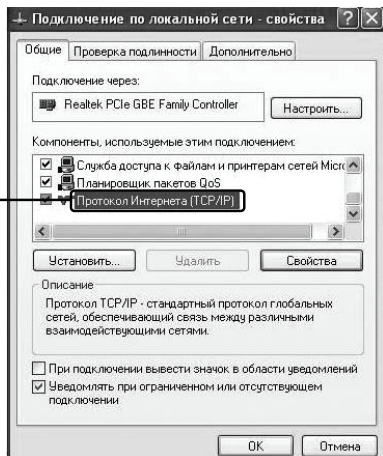 Подключение по локальной сети - свойства
Общие Проверка подлинности Дополнительно
Подключение через:
Realtek PCIe GBE Family Controller
Настроить...
Компоненты, используемые этим подключением:
Служба доступа к файлам и принтерам сетей Micro
Планировщик пакетов QoS
Протокол Интернета (TCP/IP)
Установить... Удалить Свойства
Описание
Протокол TCP/IP - стандартный протокол глобальных
сетей, обеспечивающий связь между различными
взаимодействующими сетями.
При подключении вывести значок в области уведомлений
Уведомлять при ограниченном или отсутствующем
подключении
OK Отмена